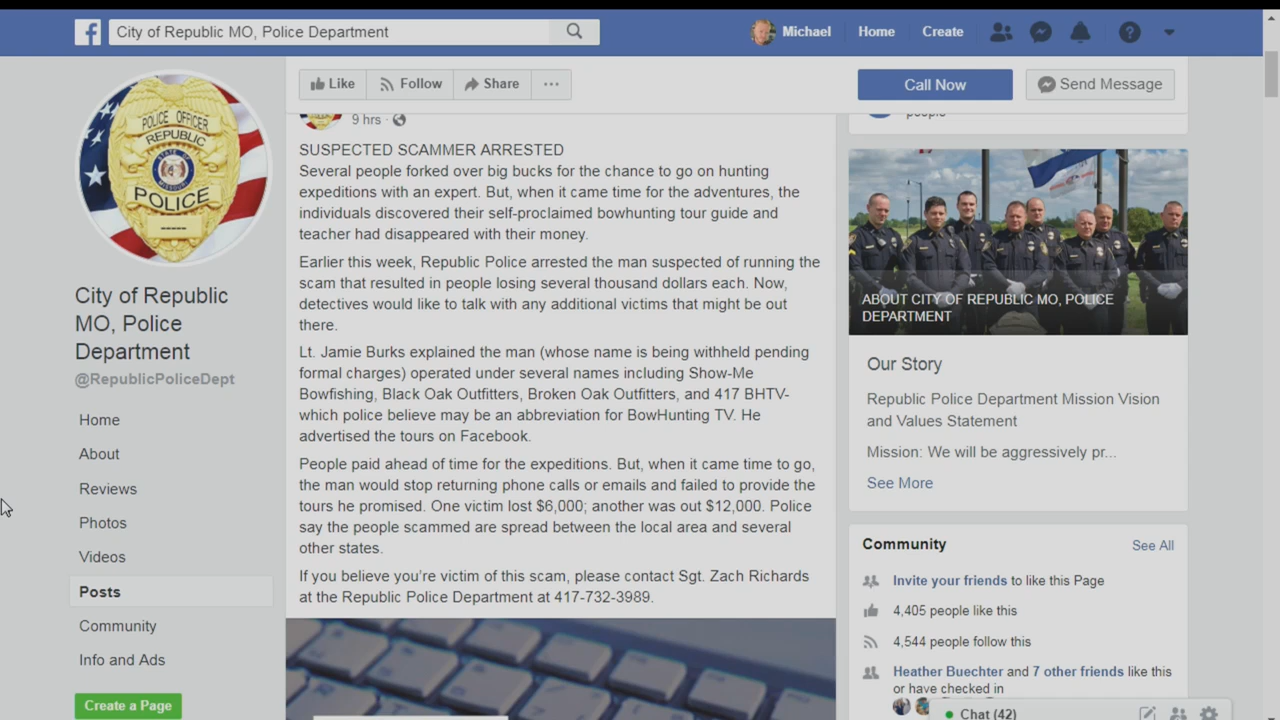 City of Republic MO, Police Department
Michael
Home
Create
Like
Follow
Share
Call Now
Send Message
POLICE OFFICER
REPUBLIC
POLICE
City of Republic
MO, Police
Department
@RepublicPoliceDept
Home
About
Reviews
Photos
Videos
Posts
Community
Info and Ads
Create a Page
9 hrs
SUSPECTED SCAMMER ARRESTED
Several people forked over big bucks for the chance to go on hunting
expeditions with an expert. But, when it came time for the adventures, the
individuals discovered their self-proclaimed bowhunting tour guide and
teacher had disappeared with their money.
Earlier this week, Republic Police arrested the man suspected of running the
scam that resulted in people losing several thousand dollars each. Now,
detectives would like to talk with any additional victims that might be out
there.
Lt. Jamie Burks explained the man (whose name is being withheld pending
formal charges) operated under several names including Show-Me
Bowfishing, Black Oak Outfitters, Broken Oak Outfitters, and 417 BHTV-
which police believe may be an abbreviation for BowHunting TV. He
advertised the tours on Facebook.
People paid ahead of time for the expeditions. But, when it came time to go,
the man would stop returning phone calls or emails and failed to provide the
tours he promised. One victim lost $6,000; another was out $12,000. Police
say the people scammed are spread between the local area and several
other states.
If you believe you're victim of this scam, please contact Sgt. Zach Richards
at the Republic Police Department at 417-732-3989.
people
ABOUT CITY OF REPUBLIC MO, POLICE
DEPARTMENT
Our Story
Republic Police Department Mission Vision
and Values Statement
Mission: We will be aggressively pr...
See More
Community
See All
Invite your friends to like this Page
4,405 people like this
4,544 people follow this
Heather Buechter and 7 other friends like this
or have checked in
Chat (42)